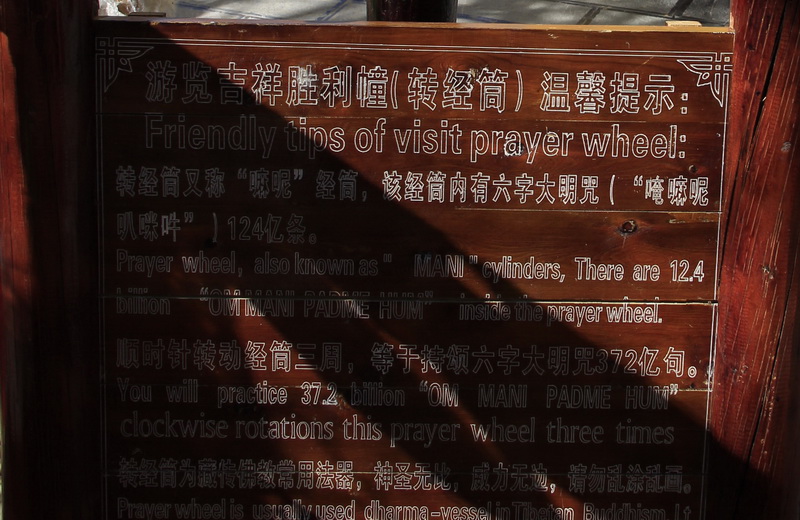 游览吉祥胜利幢(转经筒) 温馨提示:
Friendly tips of visit prayer wheel:
转经筒又称“嘛呢”经筒,该经筒内有六字大明咒(“唵嘛呢
叭咪吽”)124亿条。
Prayer wheel, also known as " MANI " cylinders, There are 12.4
billion “OM MANI PADME HUM” inside the prayer wheel.
顺时针转动经筒三周,等于持颂六字大明咒372亿句。
You will practice 37.2 billion “OM MANI PADME HUM”
clockwise rotations this prayer wheel three times
转经筒为藏传佛教常用法器,神圣无比,威力无边,请勿乱涂乱画。
Prayer wheel is usually used dharma-vessel in Tibetan Buddhism. It